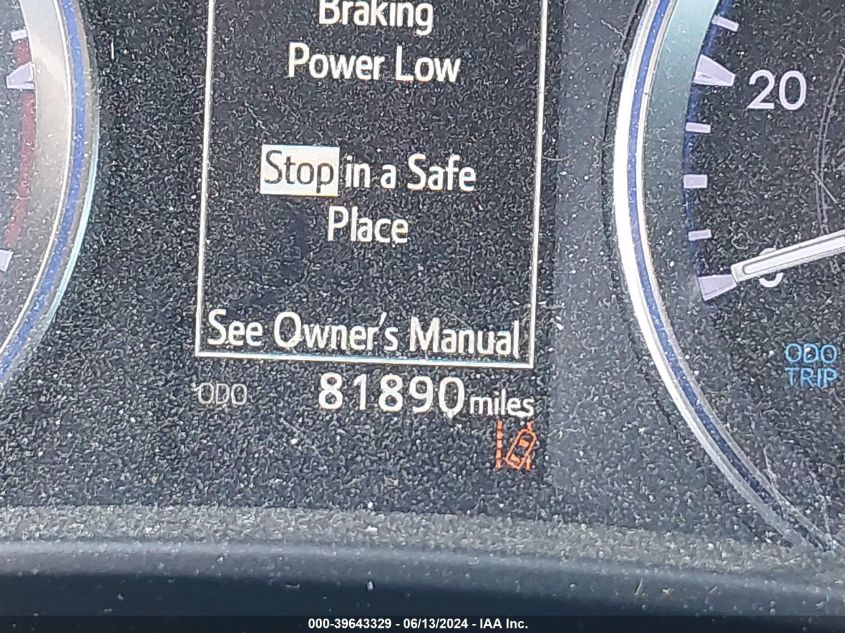 Braking
Power Low
Stop in a Safe
Place
See Owner's Manual
ODO 81890 miles
20
0
ODO
TRIP
000-39643329 - 06/13/2024 - IAA Inc.